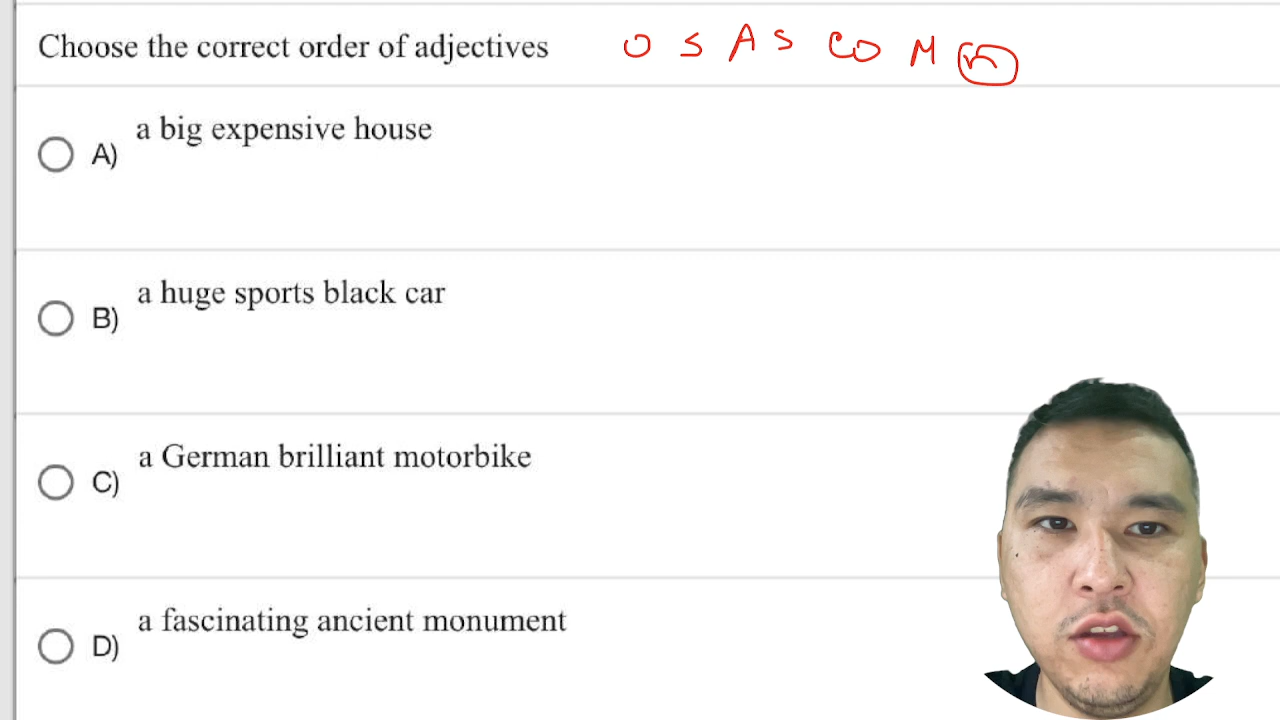 Choose the correct order of adjectives O S A S C O M n
A) a big expensive house
B) a huge sports black car
C) a German brilliant motorbike
D) a fascinating ancient monument